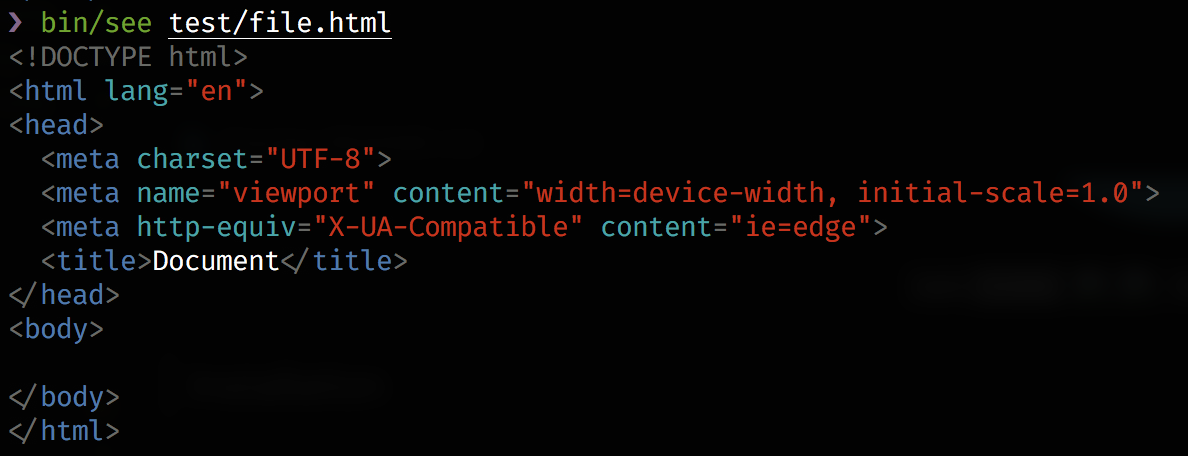 ❯ bin/see test/file.html
<!DOCTYPE html>
<html lang="en">
<head>
  <meta charset="UTF-8">
  <meta name="viewport" content="width=device-width, initial-scale=1.0">
  <meta http-equiv="X-UA-Compatible" content="ie=edge">
  <title>Document</title>
</head>
<body>

</body>
</html>